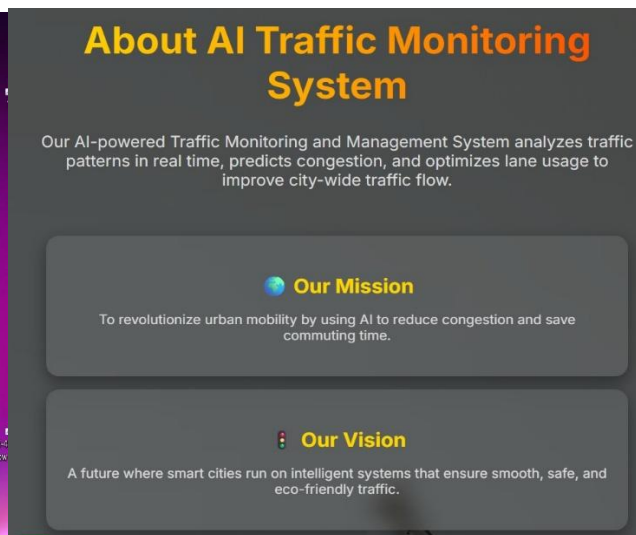 About AI Traffic Monitoring
System
Our AI-powered Traffic Monitoring and Management System analyzes traffic
patterns in real time, predicts congestion, and optimizes lane usage to
improve city-wide traffic flow.
🌍 Our Mission
To revolutionize urban mobility by using AI to reduce congestion and save
commuting time.
🚦 Our Vision
A future where smart cities run on intelligent systems that ensure smooth, safe, and
eco-friendly traffic.